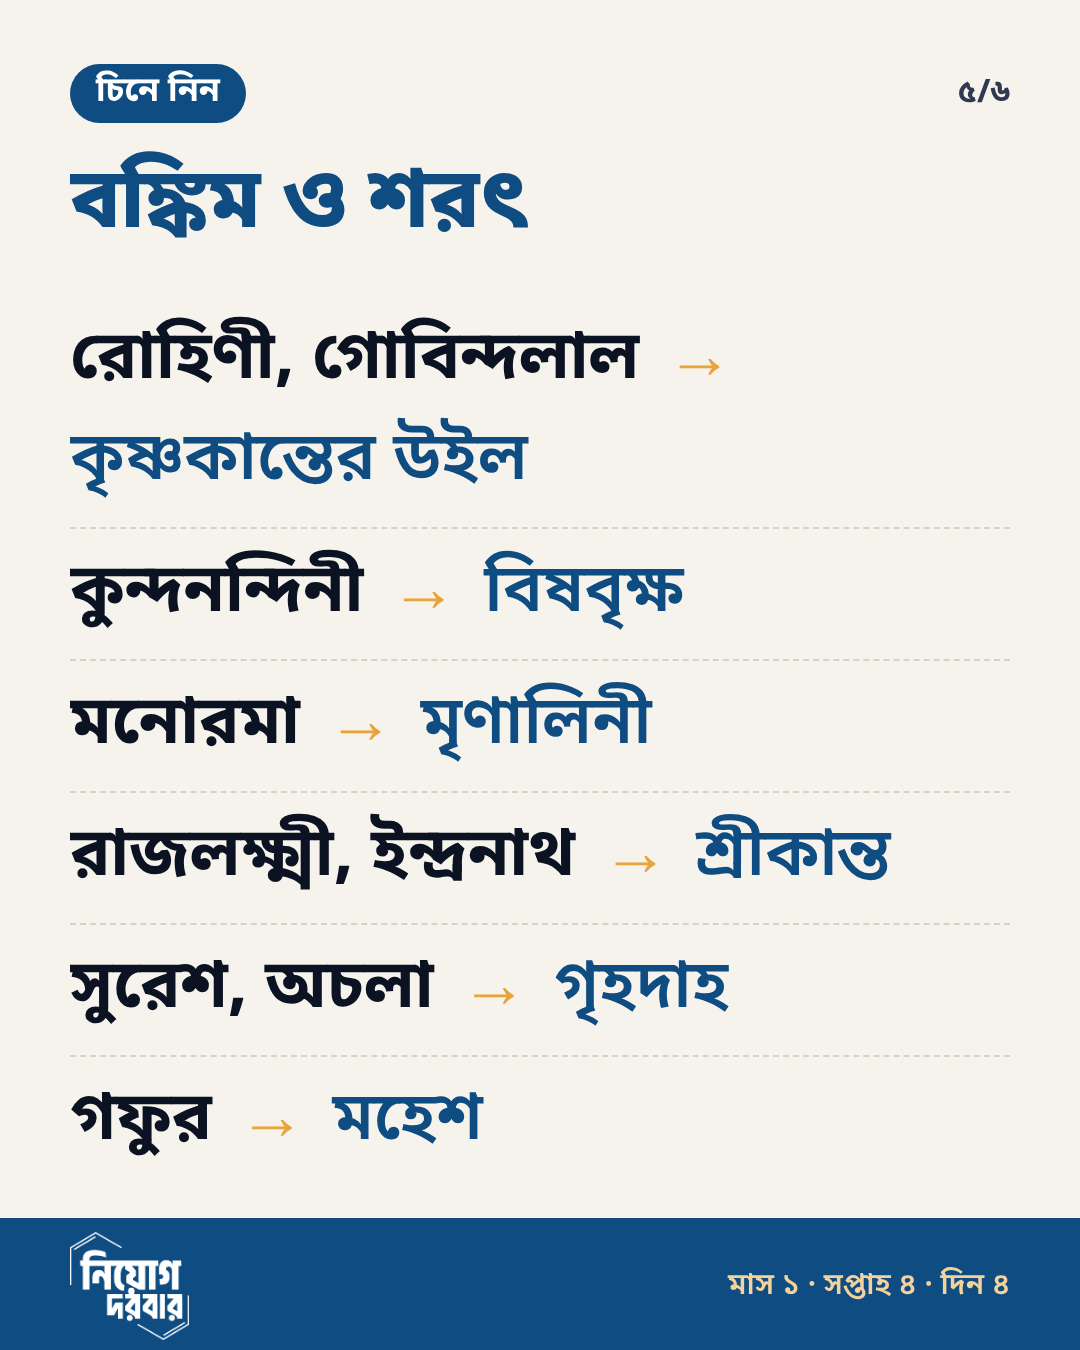 চিনে নিন
৫/৬
বঙ্কিম ও শরৎ
রোহিণী, গোবিন্দলাল →
কৃষ্ণকান্তের উইল
কুন্দনন্দিনী → বিষবৃক্ষ
মনোরমা → মৃণালিনী
রাজলক্ষ্মী, ইন্দ্রনাথ → শ্রীকান্ত
সুরেশ, অচলা → গৃহদাহ
গফুর → মহেশ
নিয়োগ
দরবার
মাস ১ · সপ্তাহ ৪ · দিন ৪